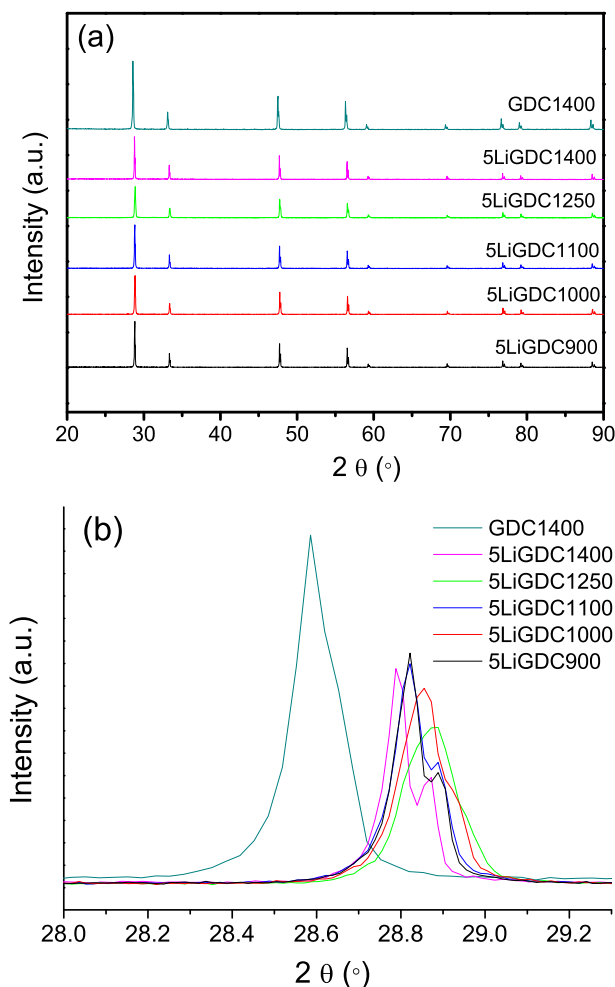 (a)
GDC1400
5LiGDC1400
5LiGDC1250
5LiGDC1100
5LiGDC1000
5LiGDC900
Intensity (a.u.)
20 30 40 50 60 70 80 90
2 θ (°)
(b)
GDC1400
5LiGDC1400
5LiGDC1250
5LiGDC1100
5LiGDC1000
5LiGDC900
Intensity (a.u.)
28.0 28.2 28.4 28.6 28.8 29.0 29.2
2 θ (°)